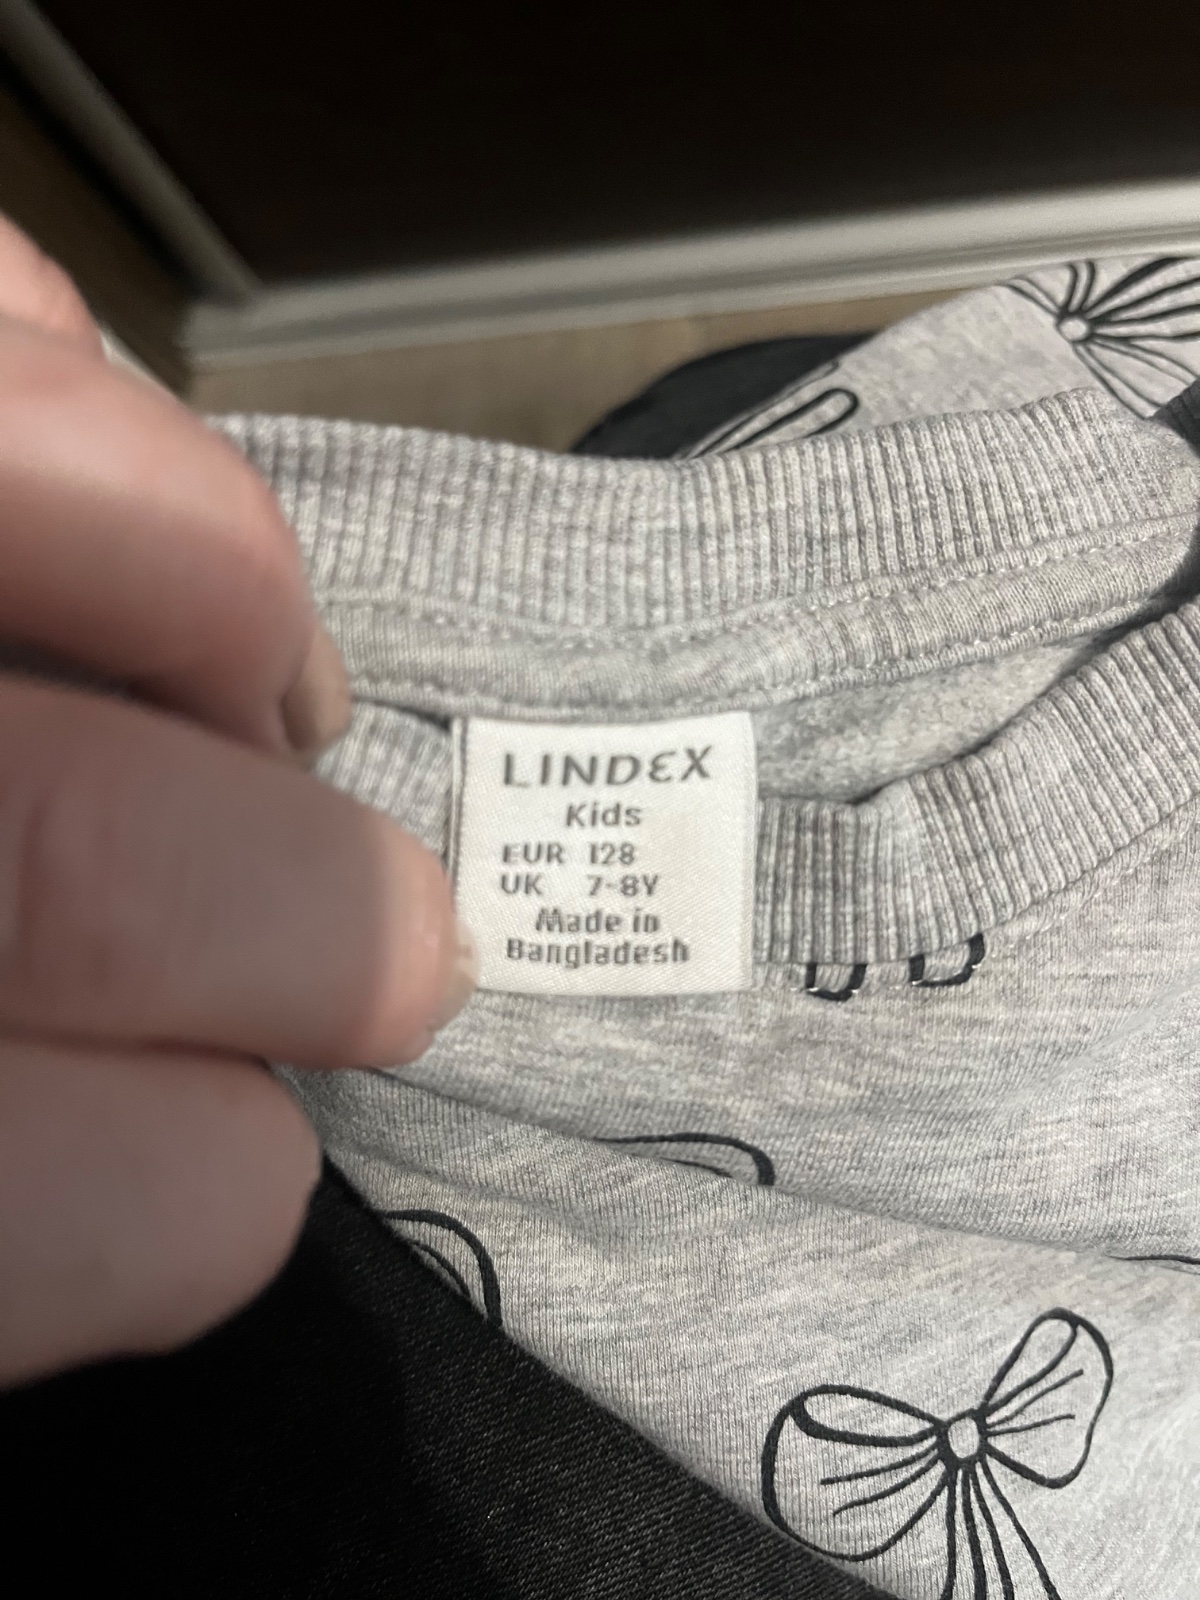 LINDEX
Kids
EUR 128
UK 7-8Y
Made in
Bangladesh